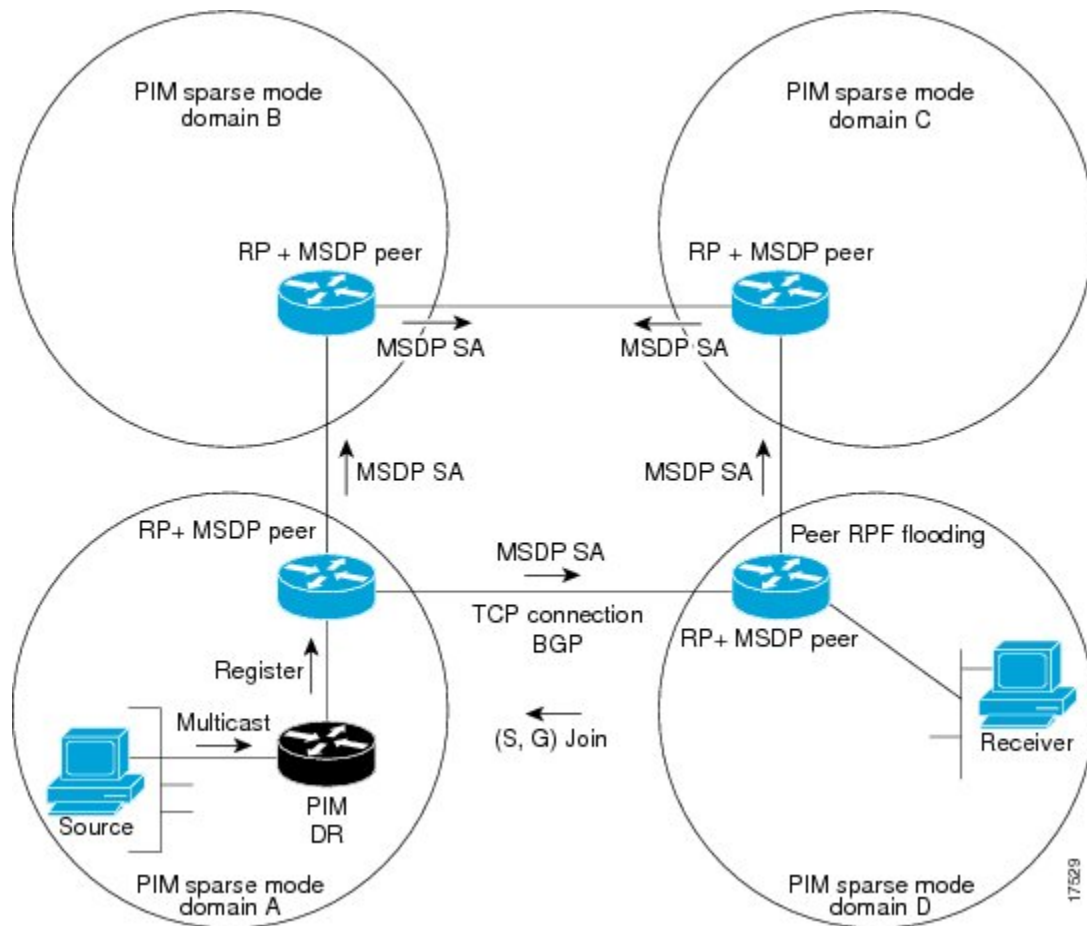 PIM sparse mode
domain B
PIM sparse mode
domain C
RP + MSDP peer
RP + MSDP peer
MSDP SA
MSDP SA
MSDP SA
MSDP SA
RP+ MSDP peer
Peer RPF flooding
MSDP SA
TCP connection
BGP
RP+ MSDP peer
Register
Multicast
(S, G) Join
Receiver
Source
PIM
DR
PIM sparse mode
domain A
PIM sparse mode
domain D
17529